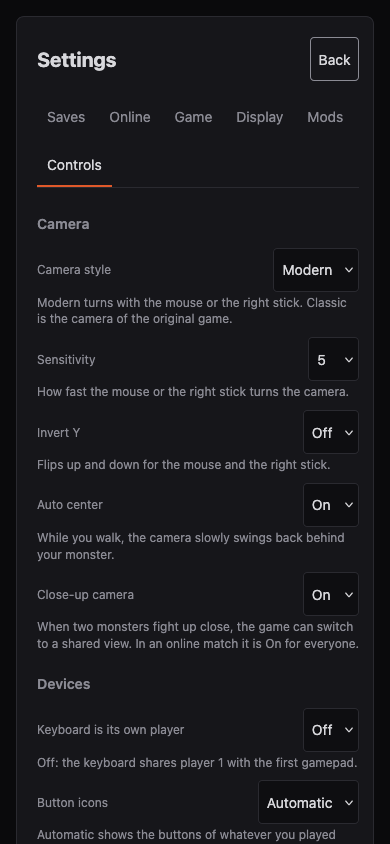 Settings
Back
Saves Online Game Display Mods
Controls
Camera
Camera style
Modern
Modern turns with the mouse or the right stick. Classic
is the camera of the original game.
Sensitivity
5
How fast the mouse or the right stick turns the camera.
Invert Y
Off
Flips up and down for the mouse and the right stick.
Auto center
On
While you walk, the camera slowly swings back behind
your monster.
Close-up camera
On
When two monsters fight up close, the game can switch
to a shared view. In an online match it is On for everyone.
Devices
Keyboard is its own player
Off
Off: the keyboard shares player 1 with the first gamepad.
Button icons
Automatic
Automatic shows the buttons of whatever you played